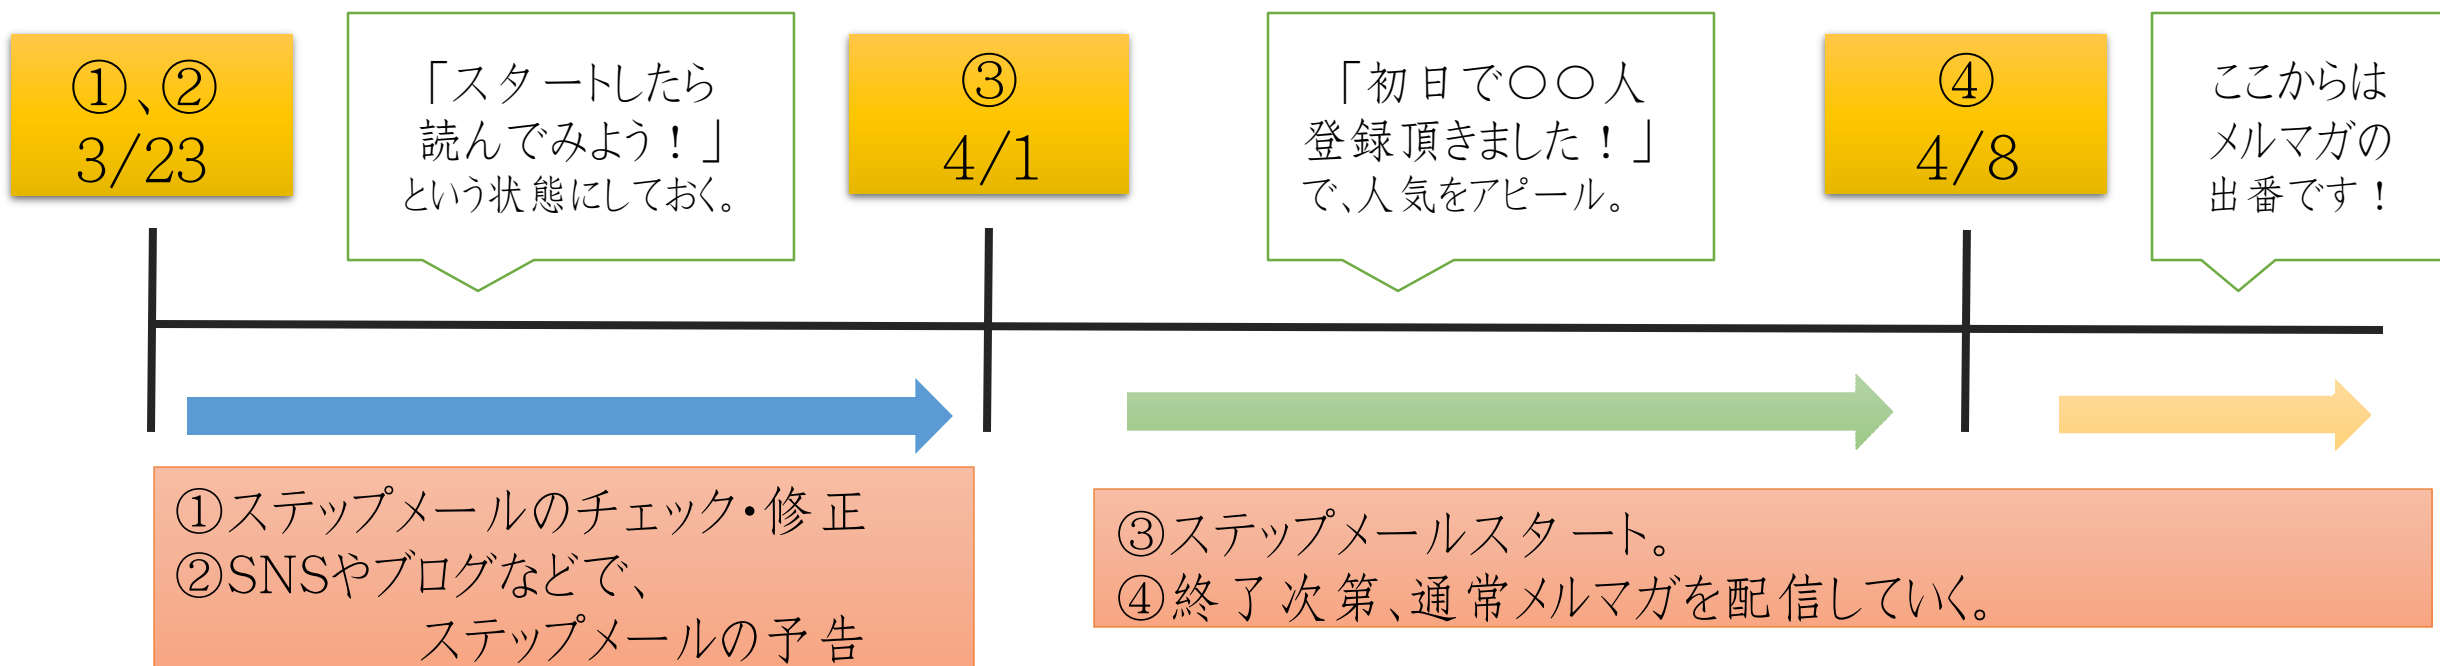 ①、②
3/23
「スタートしたら
読んでみよう！」
という状態にしておく。
③
4/1
「初日で〇〇人
登録頂きました！」
で、人気をアピール。
④
4/8
ここからは
メルマガの
出番です！
①ステップメールのチェック・修正
②SNSやブログなどで、
ステップメールの予告
③ステップメールスタート。
④終了次第、通常メルマガを配信していく。